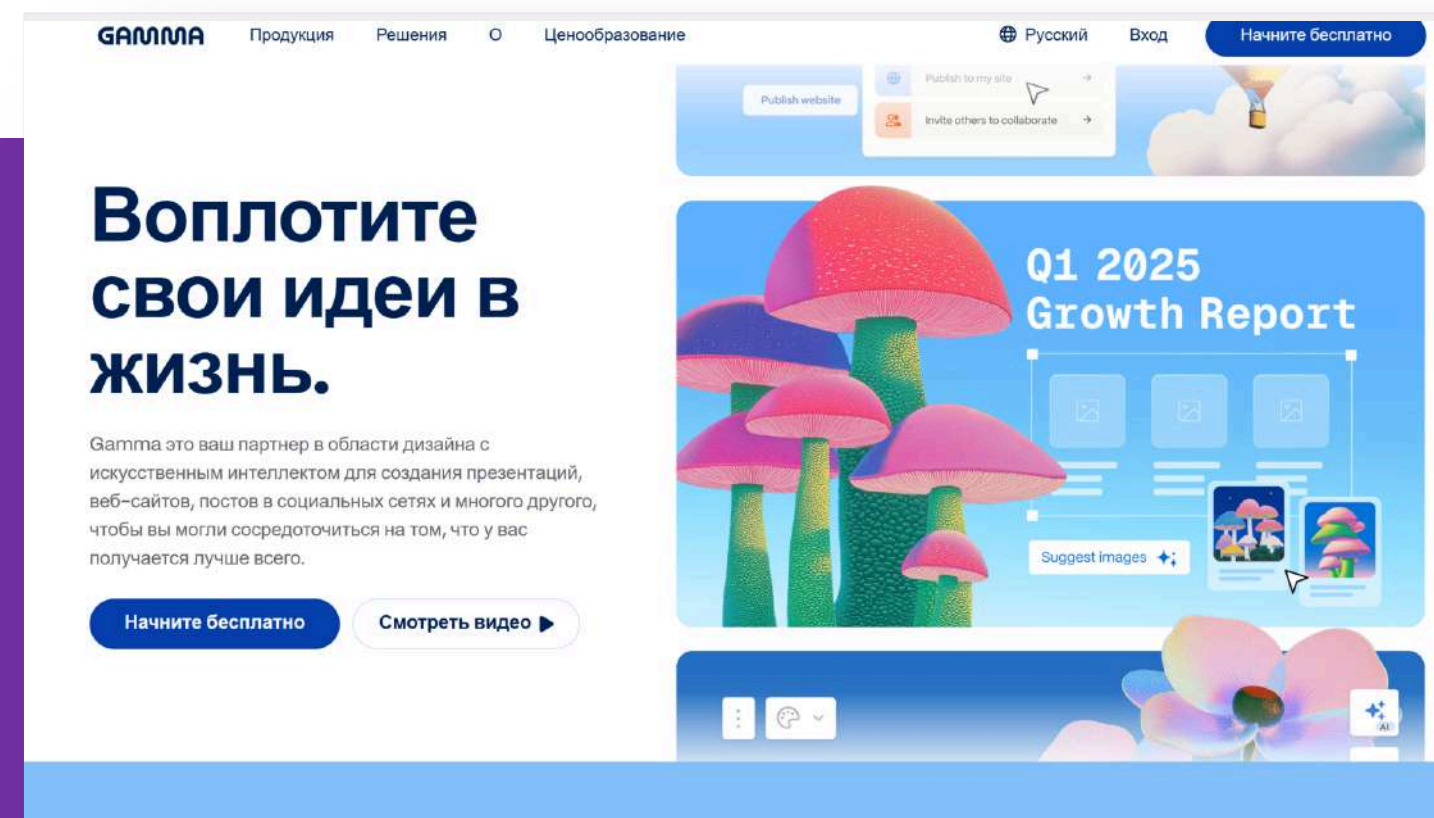 GAMMA Продукция Решения О Ценообразование Русский Вход Начните бесплатно
Publish website
Publish to my site
Invite others to collaborate
Воплотите
свои идеи в
жизнь.
Gamma это ваш партнер в области дизайна с
искусственным интеллектом для создания презентаций,
веб-сайтов, постов в социальных сетях и многого другого,
чтобы вы могли сосредоточиться на том, что у вас
получается лучше всего.
Начните бесплатно Смотреть видео
Q1 2025
Growth Report
Suggest images
AI